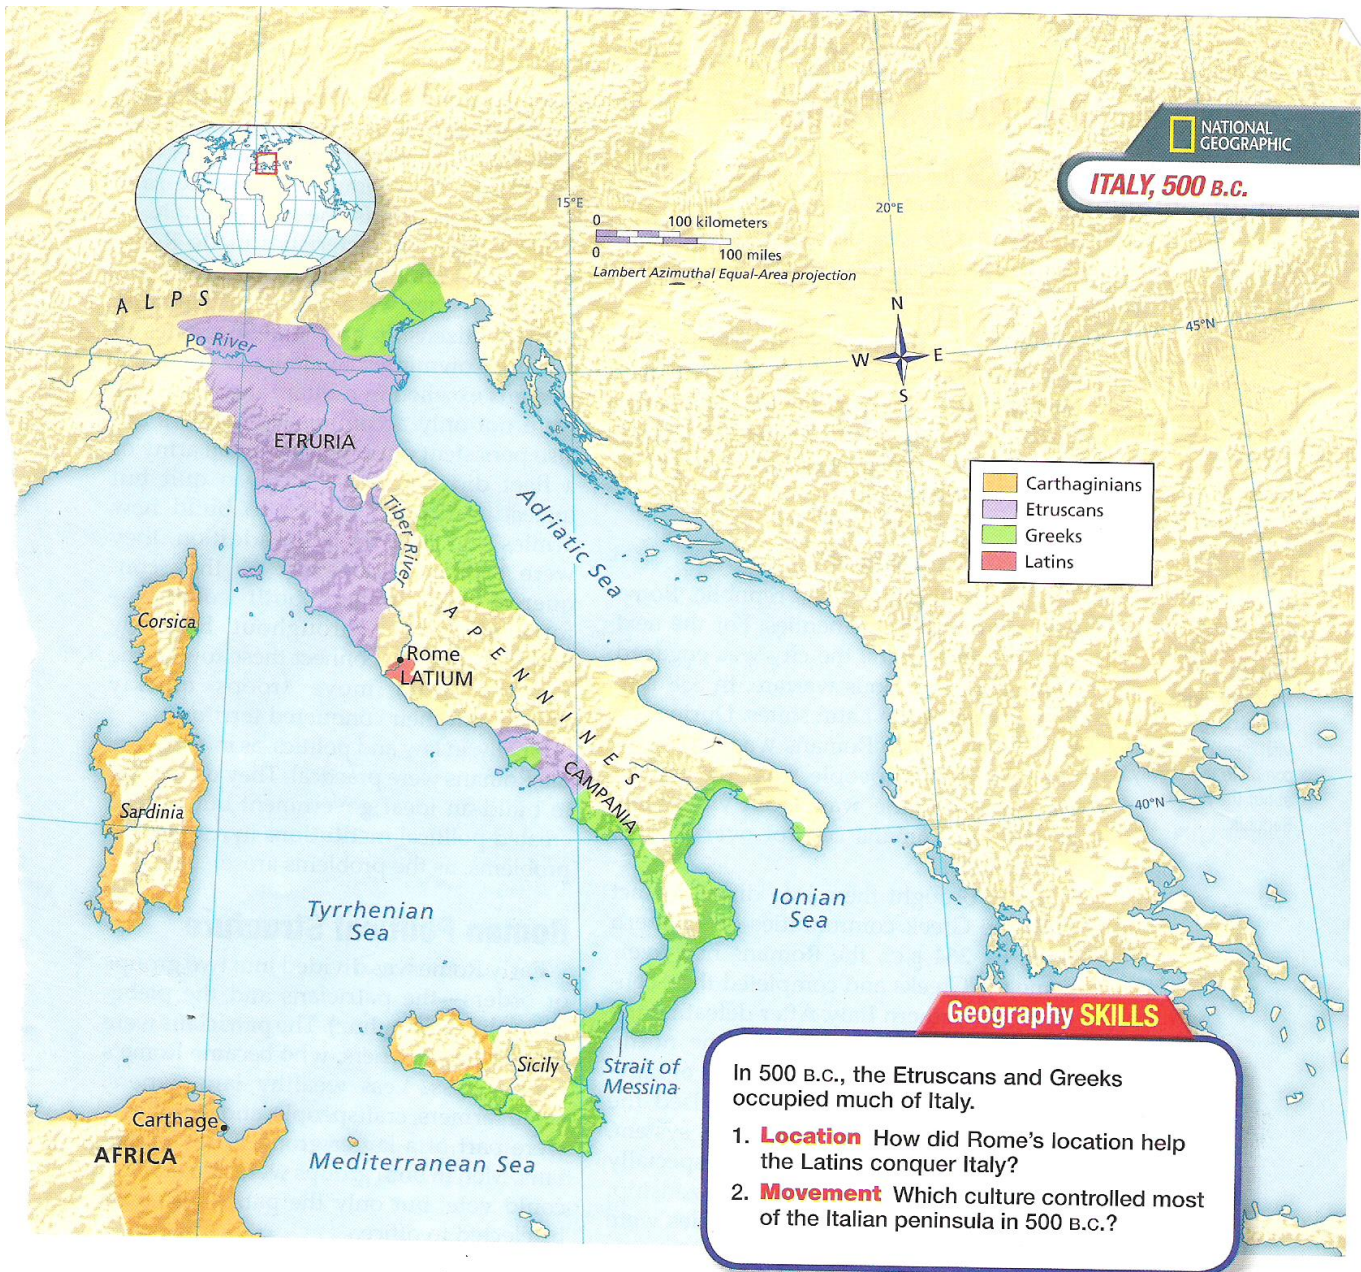 NATIONAL
GEOGRAPHIC
ITALY, 500 B.C.
15°E
20°E
0 100 kilometers
0 100 miles
Lambert Azimuthal Equal-Area projection
N
W E
S
45°N
ALPS
Po River
ETRURIA
Carthaginians
Etruscans
Greeks
Latins
Tiber River
Adriatic Sea
Corsica
APENNINES
Rome
LATIUM
CAMPANIA
Sardinia
40°N
Tyrrhenian
Sea
Ionian
Sea
Sicily
Strait of
Messina
Carthage
AFRICA
Mediterranean Sea
Geography SKILLS
In 500 B.C., the Etruscans and Greeks
occupied much of Italy.
1. Location How did Rome's location help
the Latins conquer Italy?
2. Movement Which culture controlled most
of the Italian peninsula in 500 B.C.?